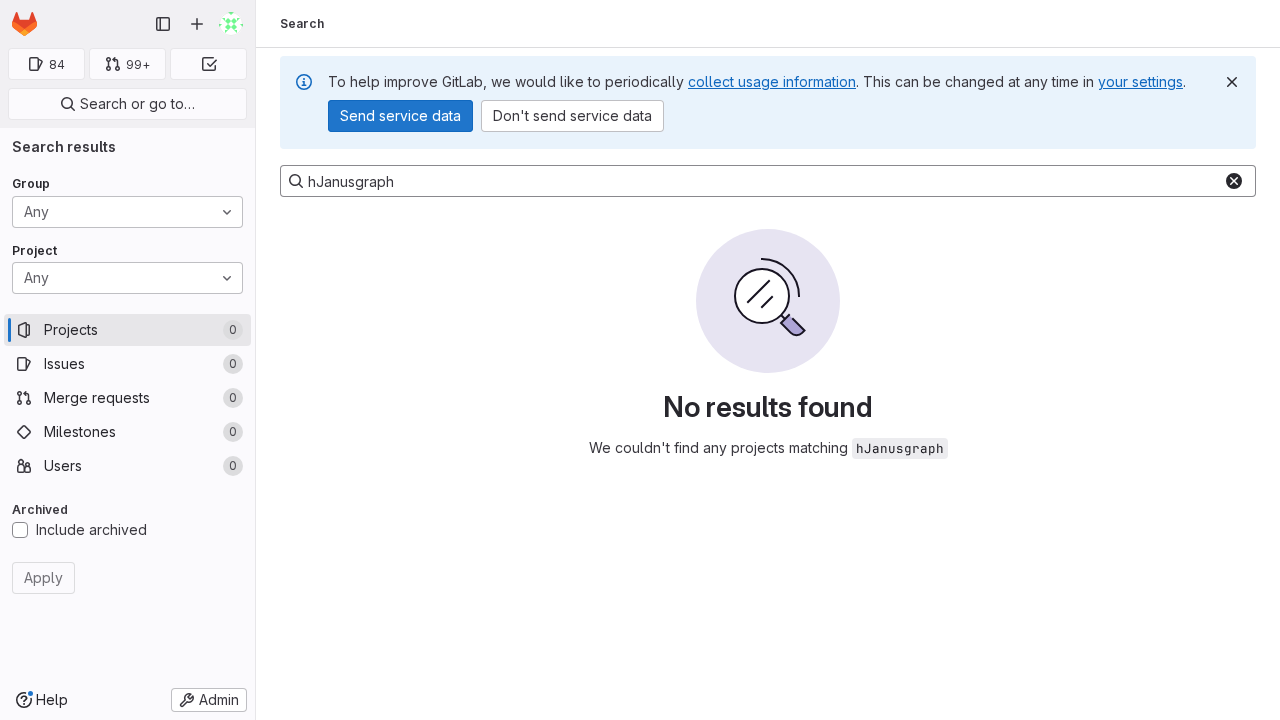 Search
84
99+
Search or go to…
Search results
Group
Any
Project
Any
Projects 0
Issues 0
Merge requests 0
Milestones 0
Users 0
Archived
Include archived
Apply
Help
Admin
To help improve GitLab, we would like to periodically collect usage information. This can be changed at any time in your settings.
Send service data
Don't send service data
hJanusgraph
No results found
We couldn't find any projects matching hJanusgraph